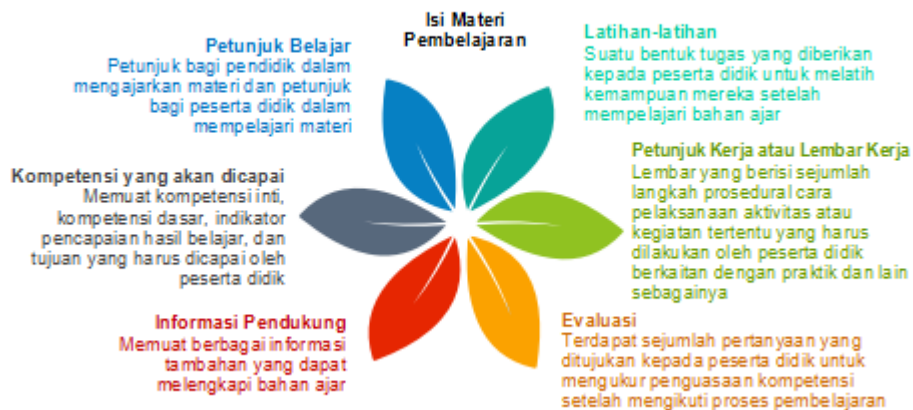 Isi Materi
Pembelajaran
Petunjuk Belajar
Petunjuk bagi pendidik dalam
mengajarkan materi dan petunjuk
bagi peserta didik dalam
mempelajari materi
Kompetensi yang akan dicapai
Memuat kompetensi inti,
kompetensi dasar, indikator
pencapaian hasil belajar, dan
tujuan yang harus dicapai oleh
peserta didik
Informasi Pendukung
Memuat berbagai informasi
tambahan yang dapat
melengkapi bahan ajar
Latihan-latihan
Suatu bentuk tugas yang diberikan
kepada peserta didik untuk melatih
kemampuan mereka setelah
mempelajari bahan ajar
Petunjuk Kerja atau Lembar Kerja
Lembar yang berisi sejumlah
langkah prosedural cara
pelaksanaan aktivitas atau
kegiatan tertentu yang harus
dilakukan oleh peserta didik
berkaitan dengan praktik dan lain
sebagainya
Evaluasi
Terdapat sejumlah pertanyaan yang
ditujukan kepada peserta didik untuk
mengukur penguasaan kompetensi
setelah mengikuti proses pembelajaran